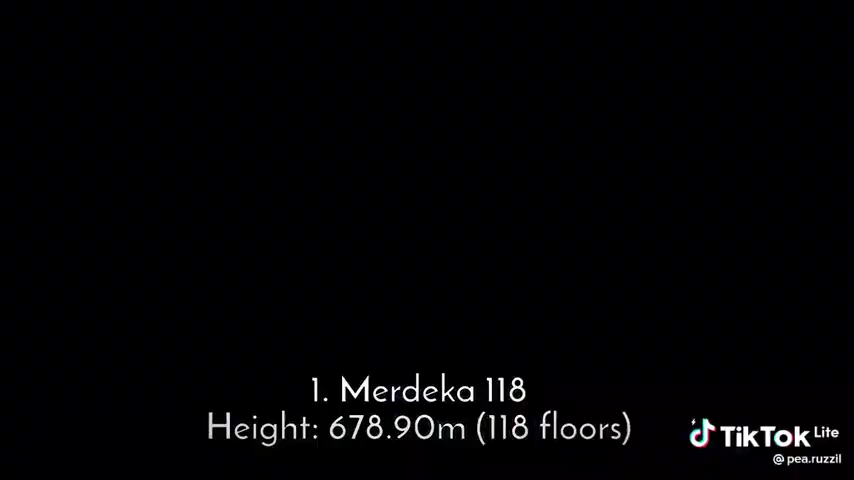 1. Merdeka 118
Height: 678.90m (118 floors)
TikTok Lite
@pea.ruzzil